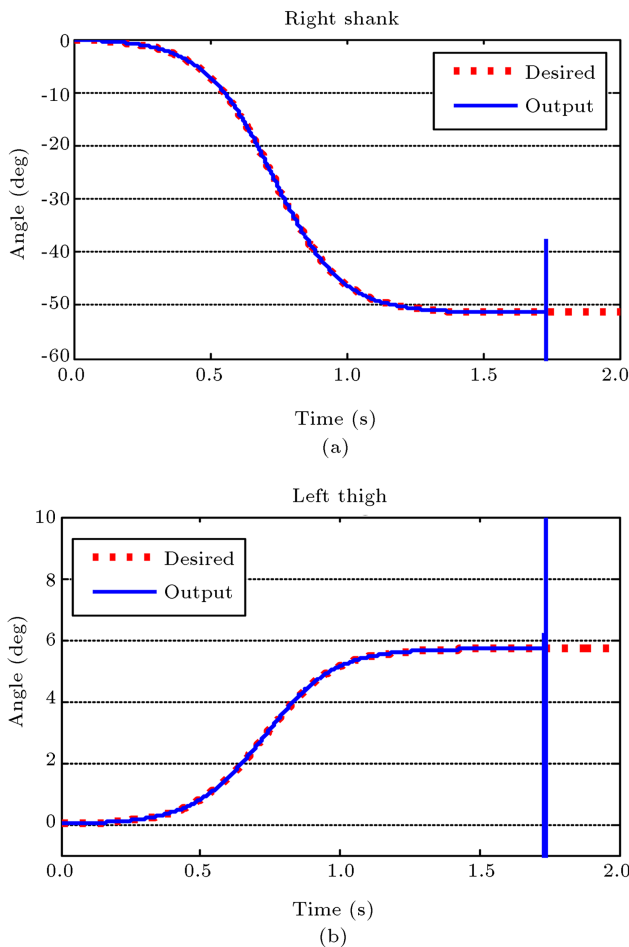 Right shank
0
-10
-20
-30
-40
-50
-60
Angle (deg)
Desired
Output
0.0 0.5 1.0 1.5 2.0
Time (s)
(a)
Left thigh
10
8
6
4
2
0
Angle (deg)
Desired
Output
0.0 0.5 1.0 1.5 2.0
Time (s)
(b)